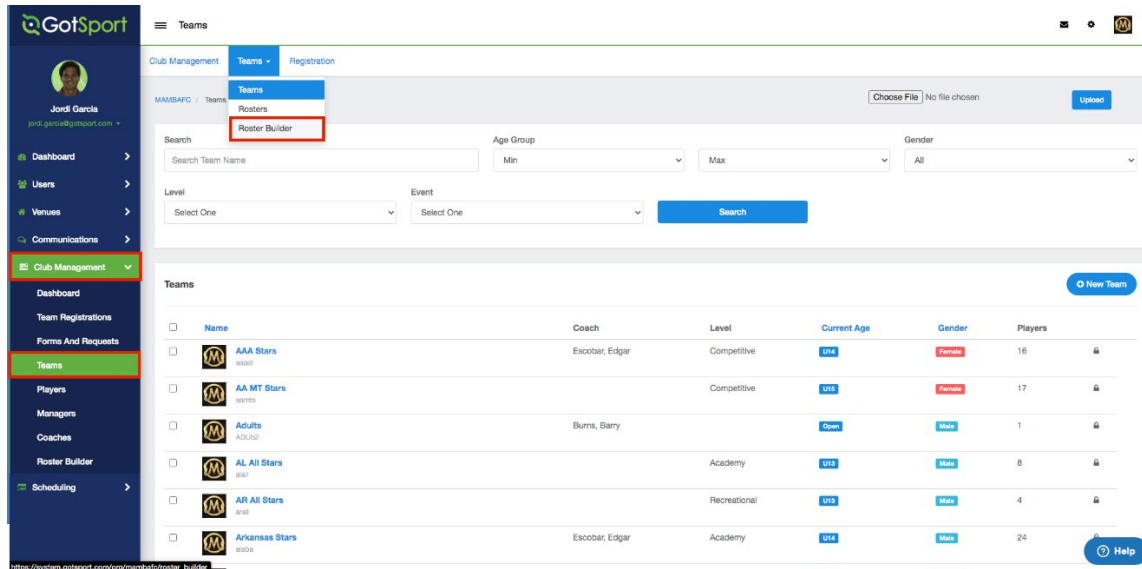 GotSport
Teams
Jordi Garcia
jordi.garcia@gotsport.com
Dashboard
Users
Venues
Communications
Club Management
Dashboard
Team Registrations
Forms And Requests
Teams
Players
Managers
Coaches
Roster Builder
Scheduling
Club Management Teams Registration
Teams
Rosters
Roster Builder
MAMBAFC / Teams
Choose File No file chosen Upload
Search Age Group Gender
Search Team Name Min Max All
Level Event
Select One Select One Search
Teams New Team
Name Coach Level Current Age Gender Players
AAA Stars Escobar, Edgar Competitive U14 Female 16
AA MT Stars Competitive U15 Female 17
aamts
Adults Burns, Barry Open Male 1
AL All Stars Academy U13 Male 8
AR All Stars Recreational U13 Male 4
Arkansas Stars Escobar, Edgar Academy U14 Male 24
Help
https://system.gotsport.com/org/mambafc/roster_builder